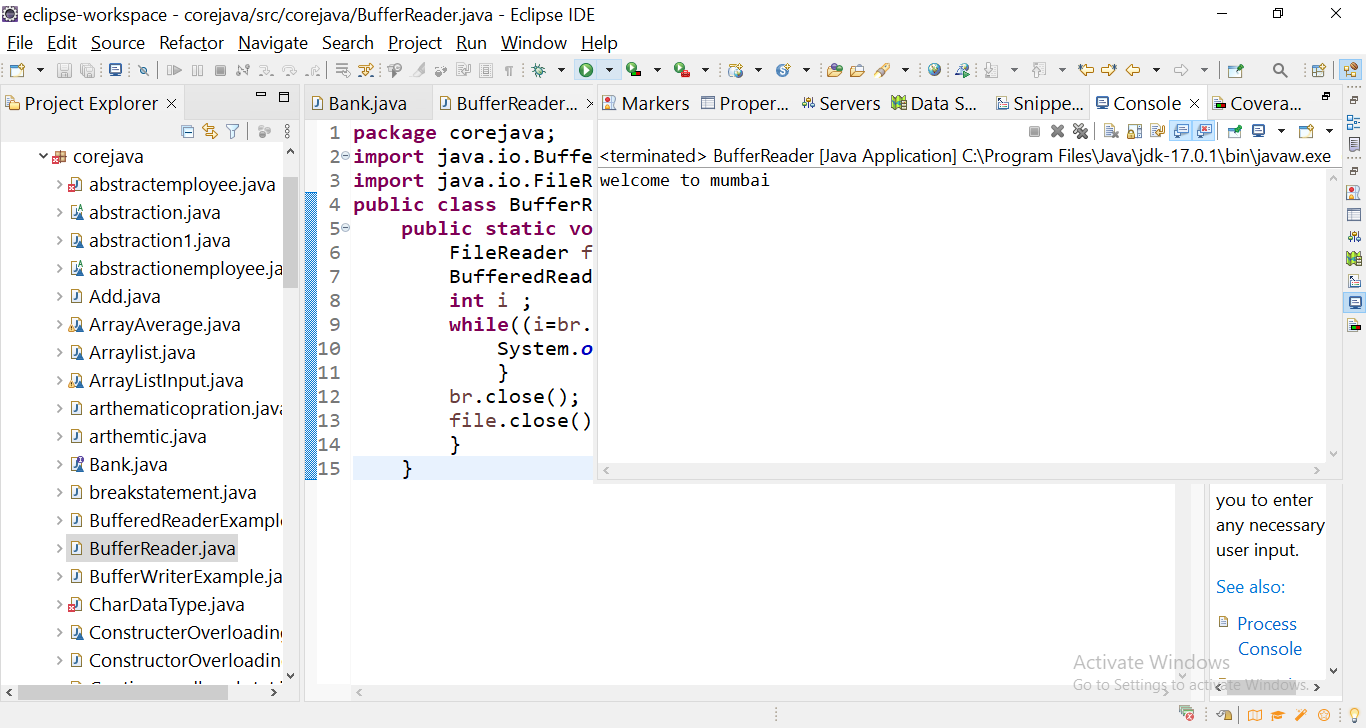 eclipse-workspace - corejava/src/corejava/BufferReader.java - Eclipse IDE
File Edit Source Refactor Navigate Search Project Run Window Help
Project Explorer
corejava
abstractemployee.java
abstraction.java
abstraction1.java
abstractionemployee.ja
Add.java
ArrayAverage.java
Arraylist.java
ArrayListInput.java
arthematicopration.java
arthemtic.java
Bank.java
breakstatement.java
BufferedReaderExampl
BufferReader.java
BufferWriterExample.ja
CharDataType.java
ConstructerOverloadin
ConstructorOverloadin
Bank.java BufferReader...
1 package corejava;
2 import java.io.Buffe
3 import java.io.FileR
4 public class BufferR
5 public static vo
6 FileReader f
7 BufferedRead
8 int i ;
9 while((i=br.
10 System.o
11 }
12 br.close();
13 file.close()
14 }
15 }
Markers Proper... Servers Data S... Snippe... Console Covera...
<terminated> BufferReader [Java Application] C:\Program Files\Java\jdk-17.0.1\bin\javaw.exe
welcome to mumbai
you to enter
any necessary
user input.
See also:
Process
Console
Activate Windows
Go to Settings to activate Windows.